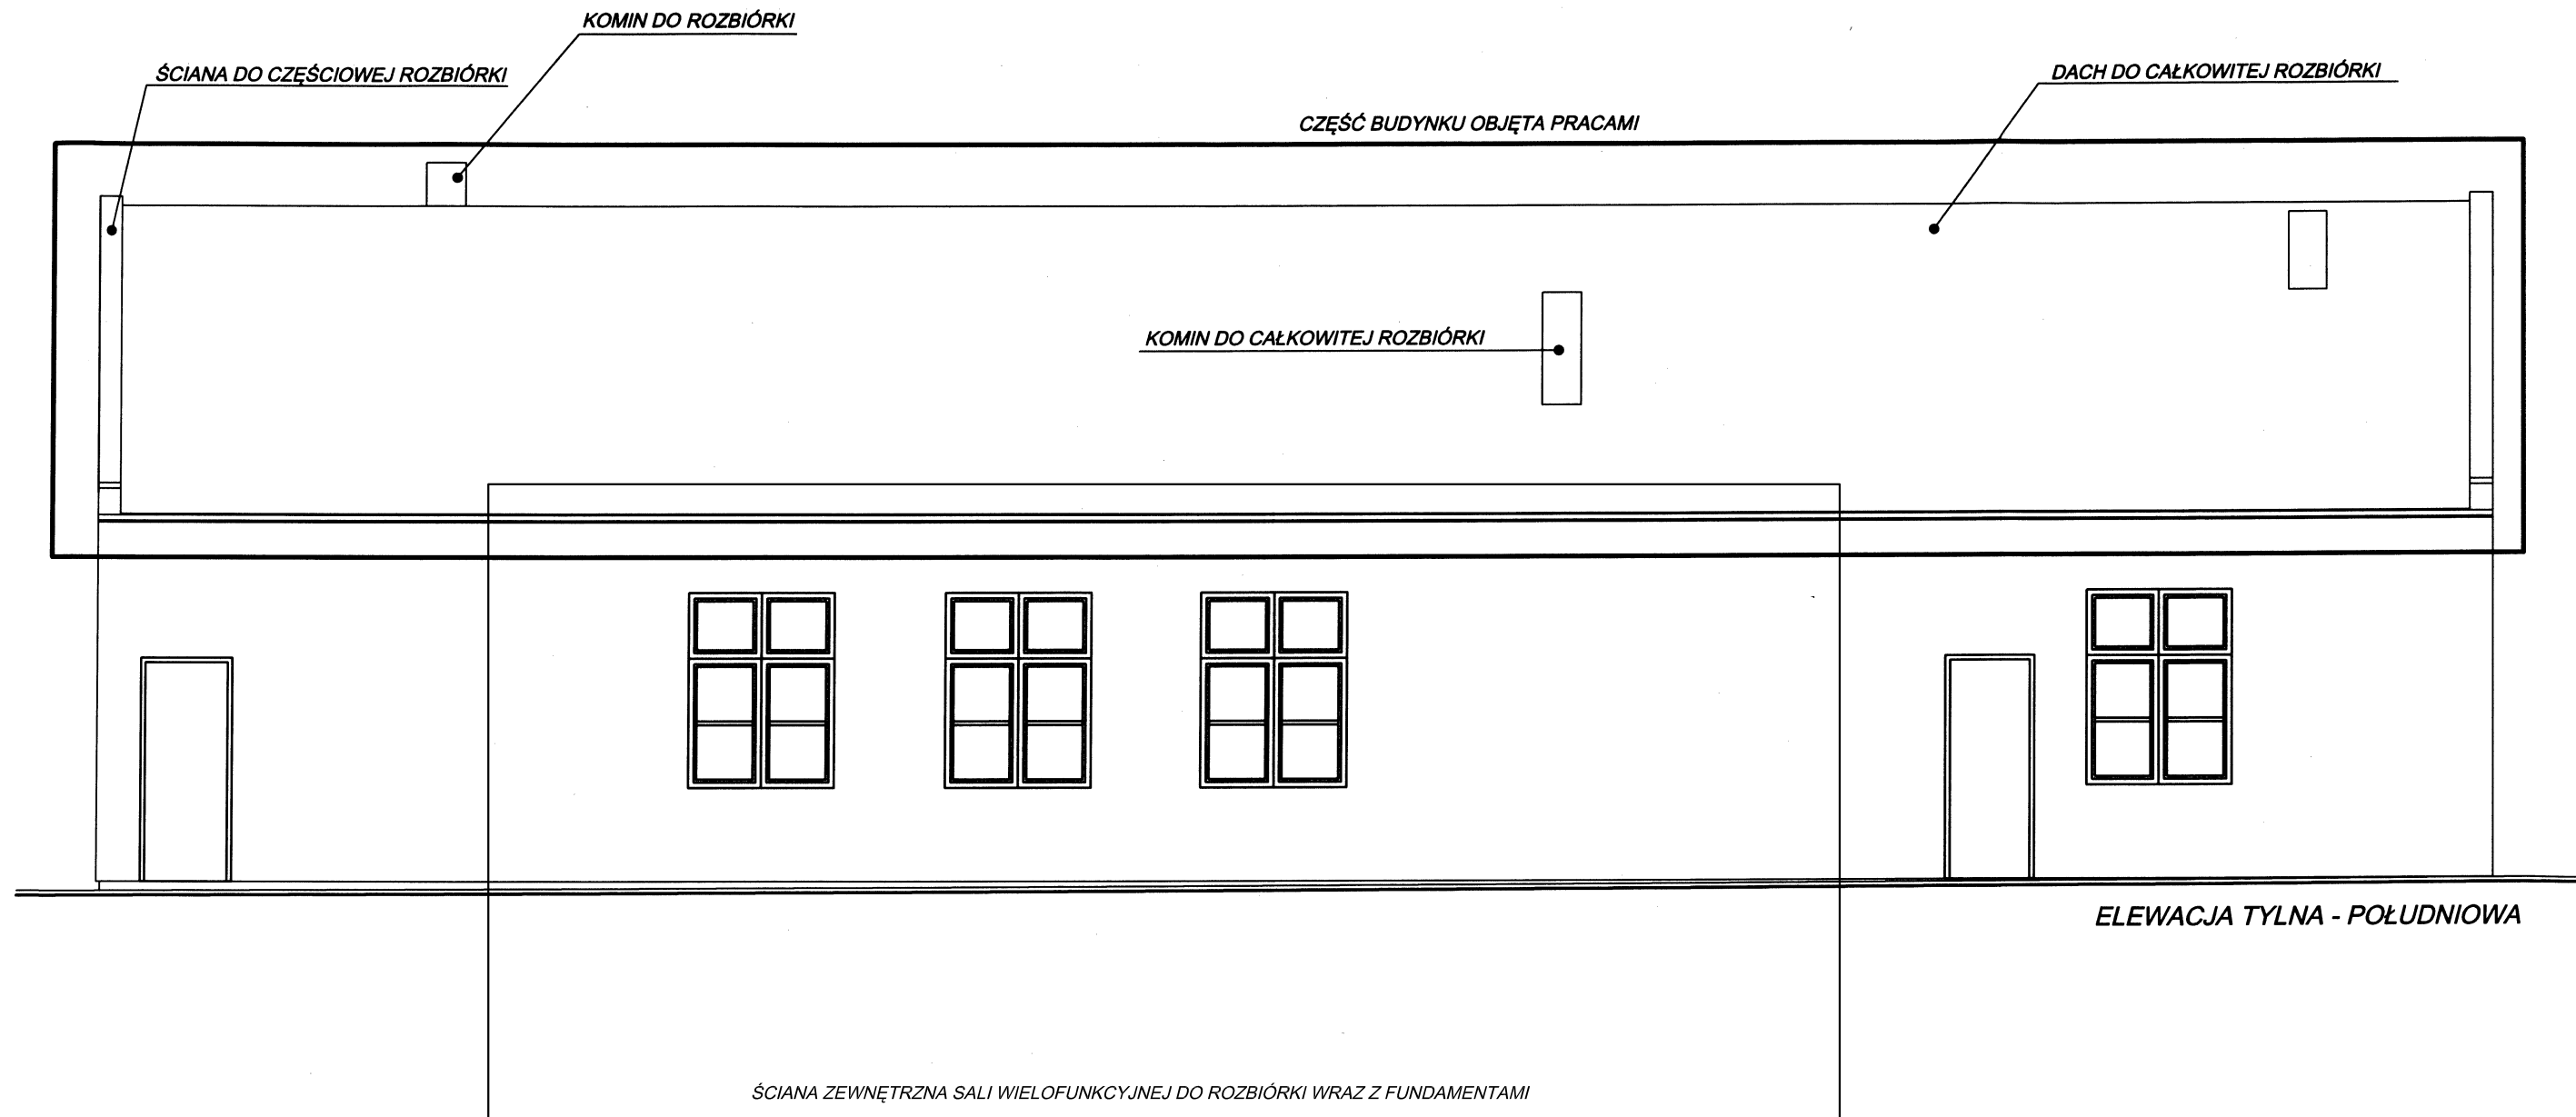 KOMIN DO ROZBIÓRKI
ŚCIANA DO CZĘŚCIOWEJ ROZBIÓRKI
DACH DO CAŁKOWITEJ ROZBIÓRKI
CZĘŚĆ BUDYNKU OBJĘTA PRACAMI
KOMIN DO CAŁKOWITEJ ROZBIÓRKI
ELEWACJA TYLNA - POŁUDNIOWA
ŚCIANA ZEWNĘTRZNA SALI WIELOFUNKCYJNEJ DO ROZBIÓRKI WRAZ Z FUNDAMENTAMI